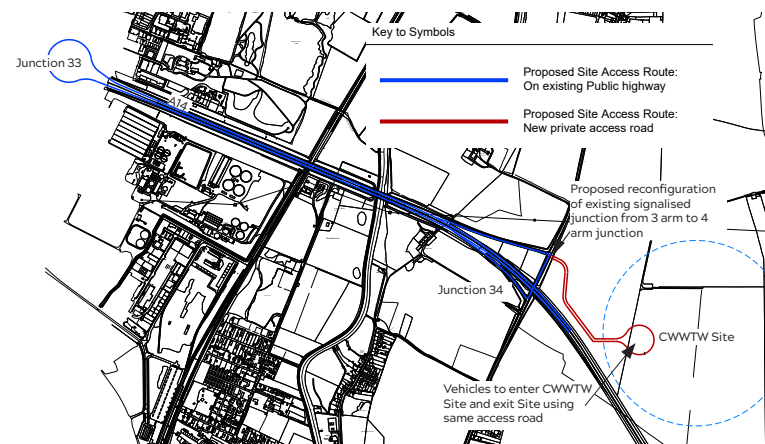 Key to Symbols
Proposed Site Access Route:
On existing Public highway
Proposed Site Access Route:
New private access road
Junction 33
A14
Proposed reconfiguration
of existing signalised
junction from 3 arm to 4
arm junction
Junction 34
CWWTW Site
Vehicles to enter CWWTW
Site and exit Site using
same access road